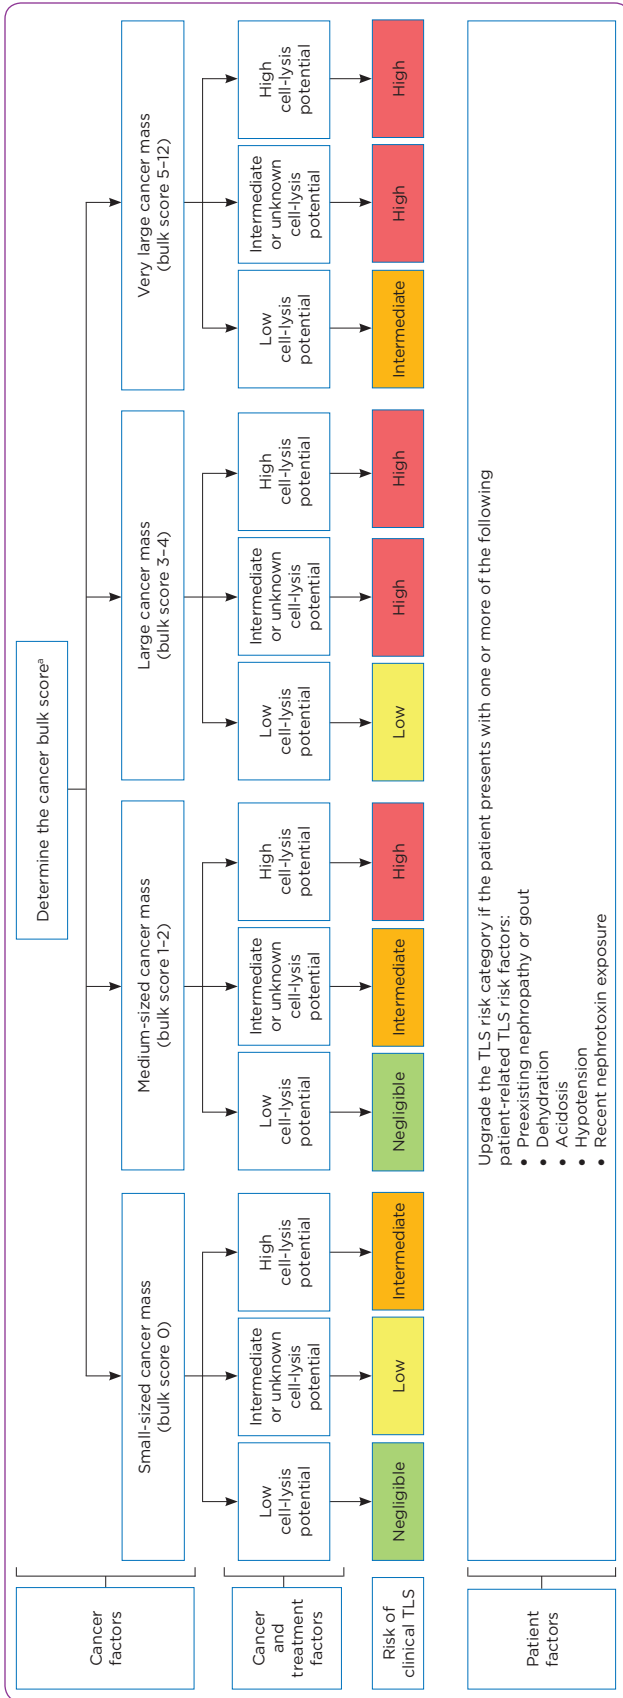 Cancer
factors
Determine the cancer bulk scoreᵃ
Small-sized cancer mass
(bulk score 0)
Medium-sized cancer mass
(bulk score 1–2)
Large cancer mass
(bulk score 3–4)
Very large cancer mass
(bulk score 5–12)
Cancer
and
treatment
factors
Low
cell-lysis
potential
Intermediate
or unknown
cell-lysis
potential
High
cell-lysis
potential
Low
cell-lysis
potential
Intermediate
or unknown
cell-lysis
potential
High
cell-lysis
potential
Low
cell-lysis
potential
Intermediate
or unknown
cell-lysis
potential
High
cell-lysis
potential
Low
cell-lysis
potential
Intermediate
or unknown
cell-lysis
potential
High
cell-lysis
potential
Risk of
clinical TLS
Negligible
Low
Intermediate
Negligible
Intermediate
High
Low
High
High
Intermediate
High
High
Patient
factors
Upgrade the TLS risk category if the patient presents with one or more of the following
patient-related TLS risk factors:
• Preexisting nephropathy or gout
• Dehydration
• Acidosis
• Hypotension
• Recent nephrotoxin exposure